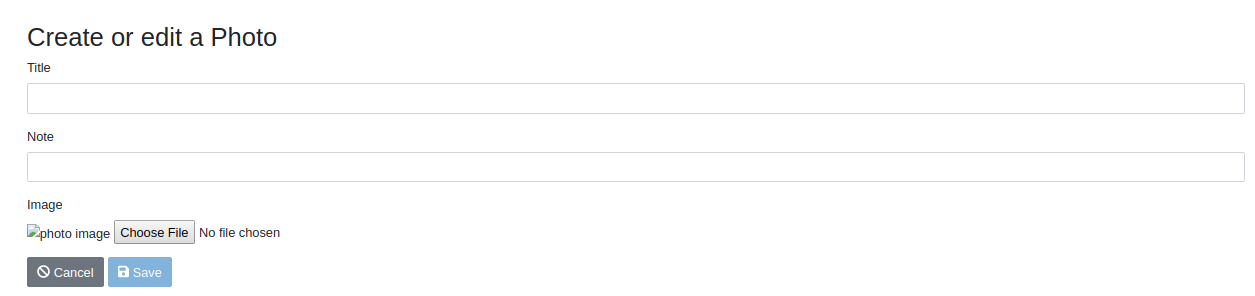 Create or edit a Photo
Title
Note
Image
photo image Choose File No file chosen
Cancel Save